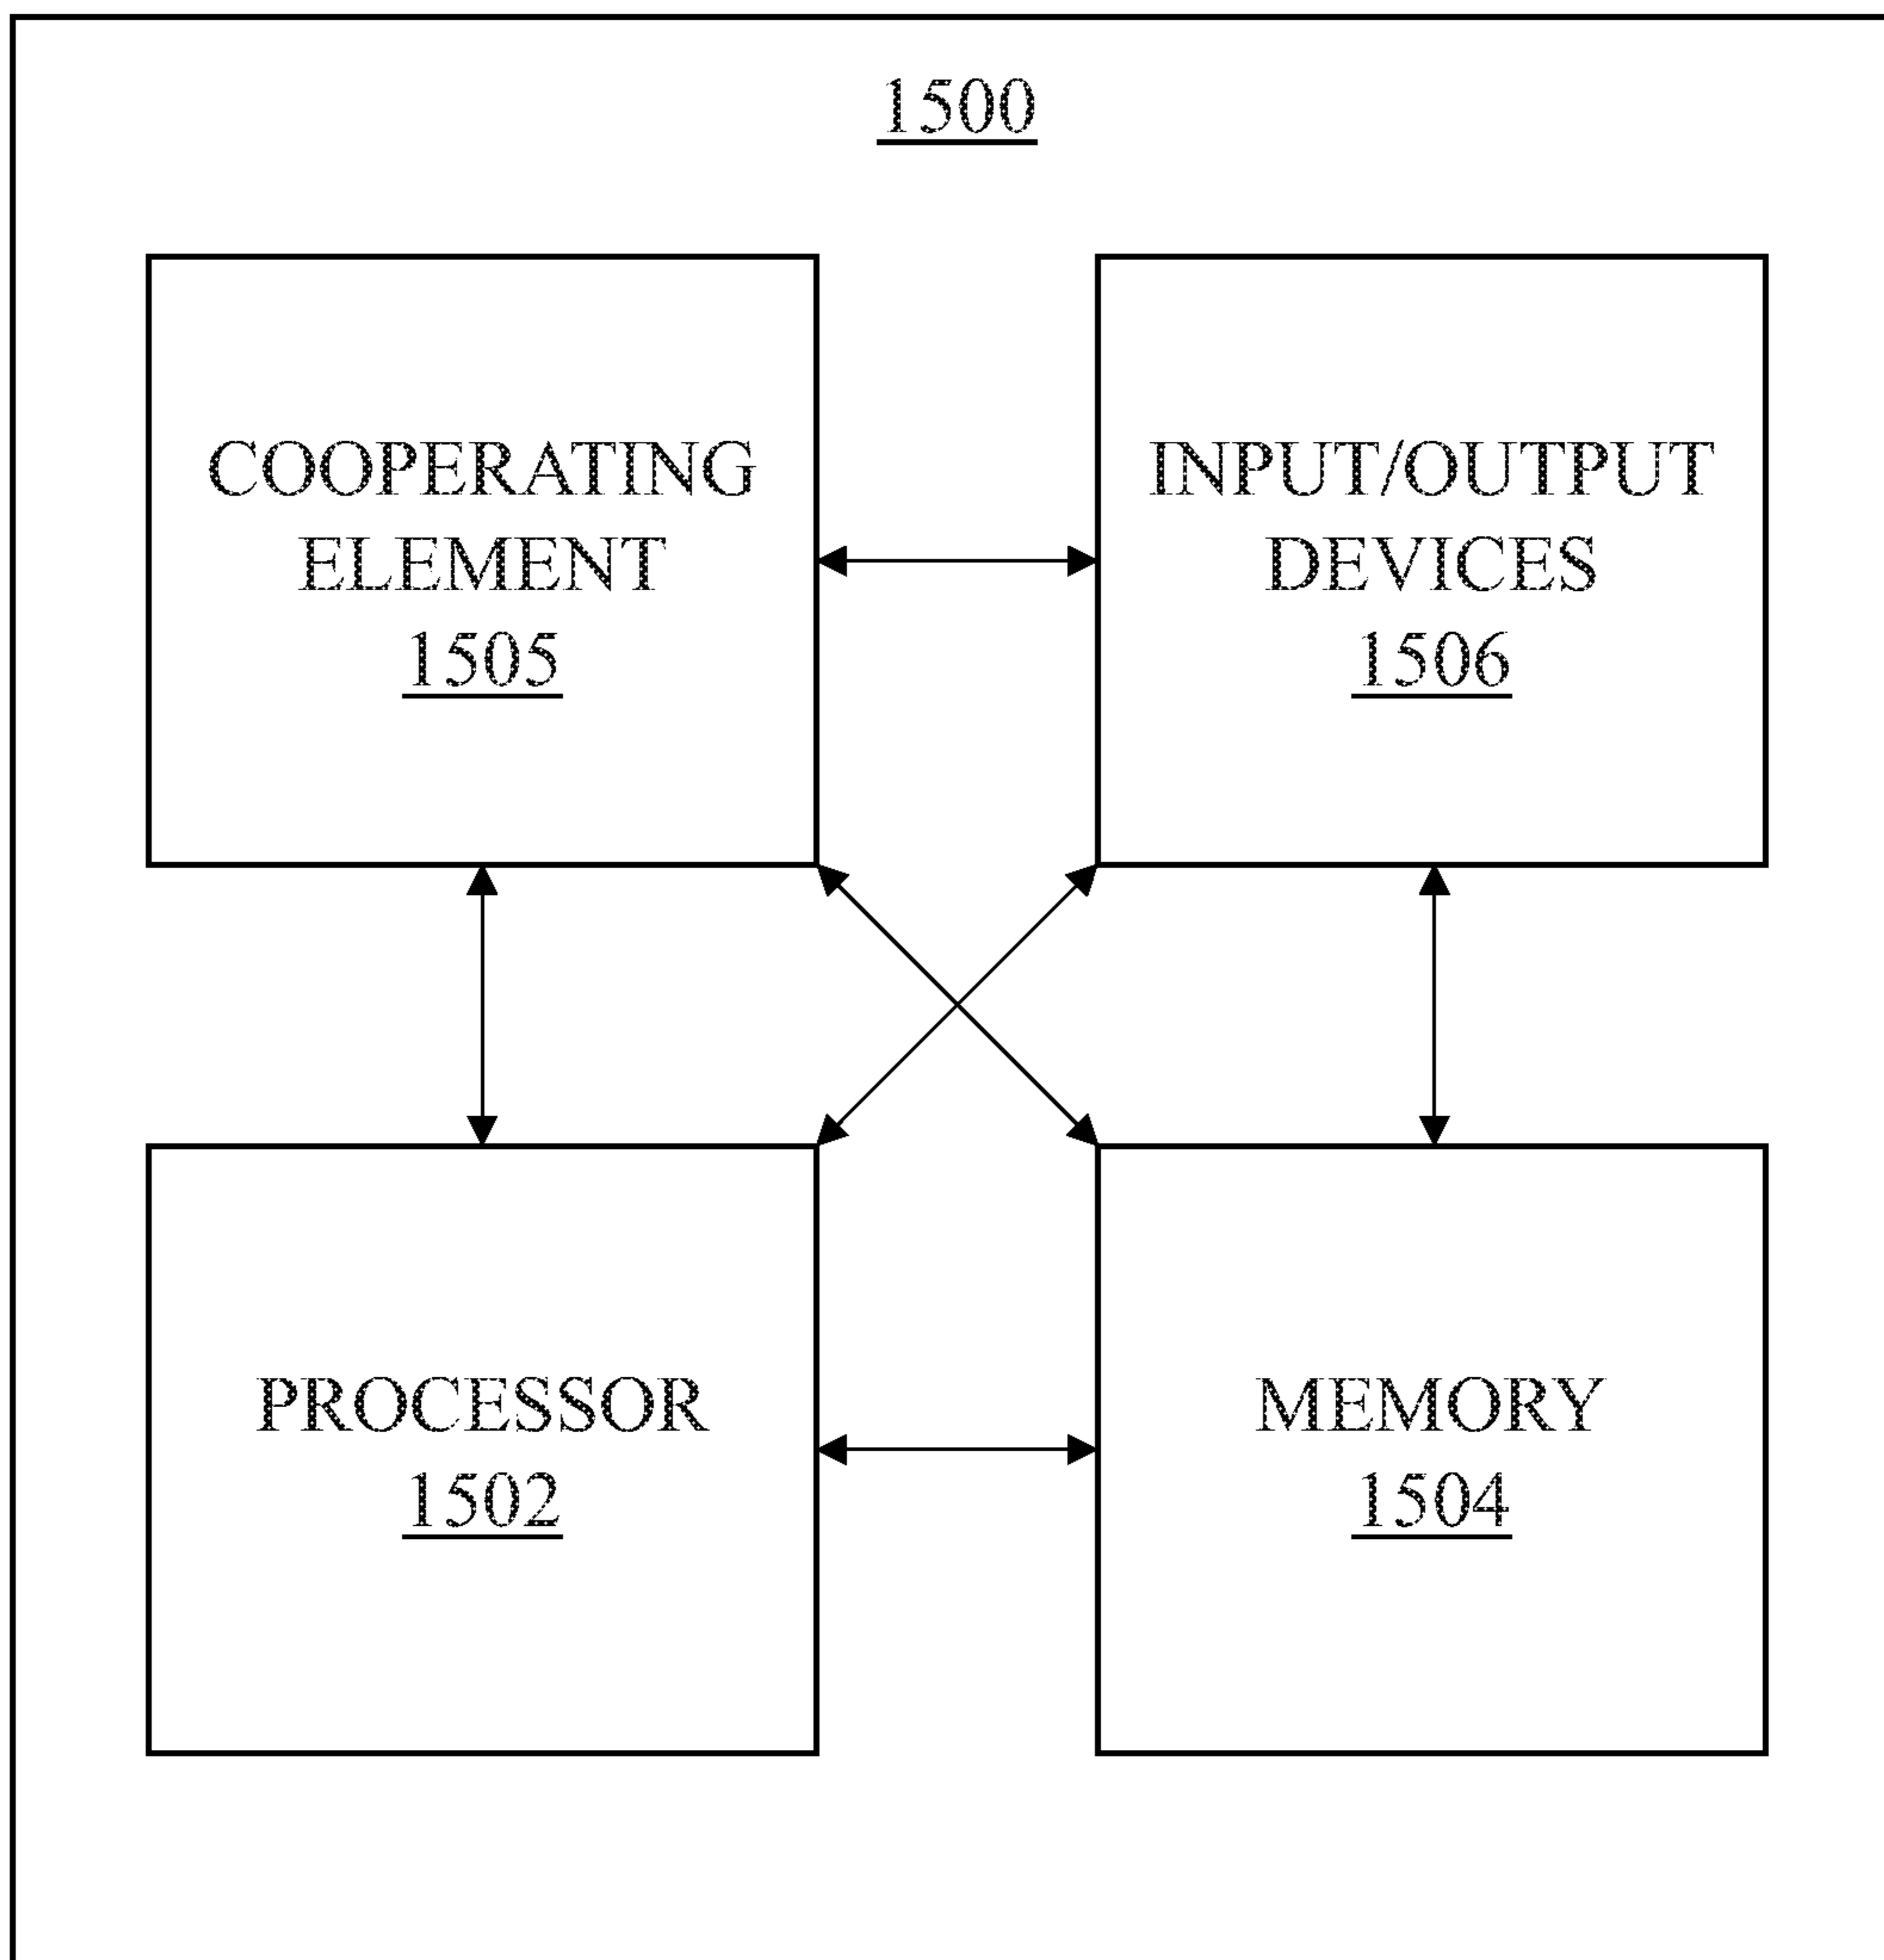 1500
COOPERATING
ELEMENT
1505
INPUT/OUTPUT
DEVICES
1506
PROCESSOR
1502
MEMORY
1504